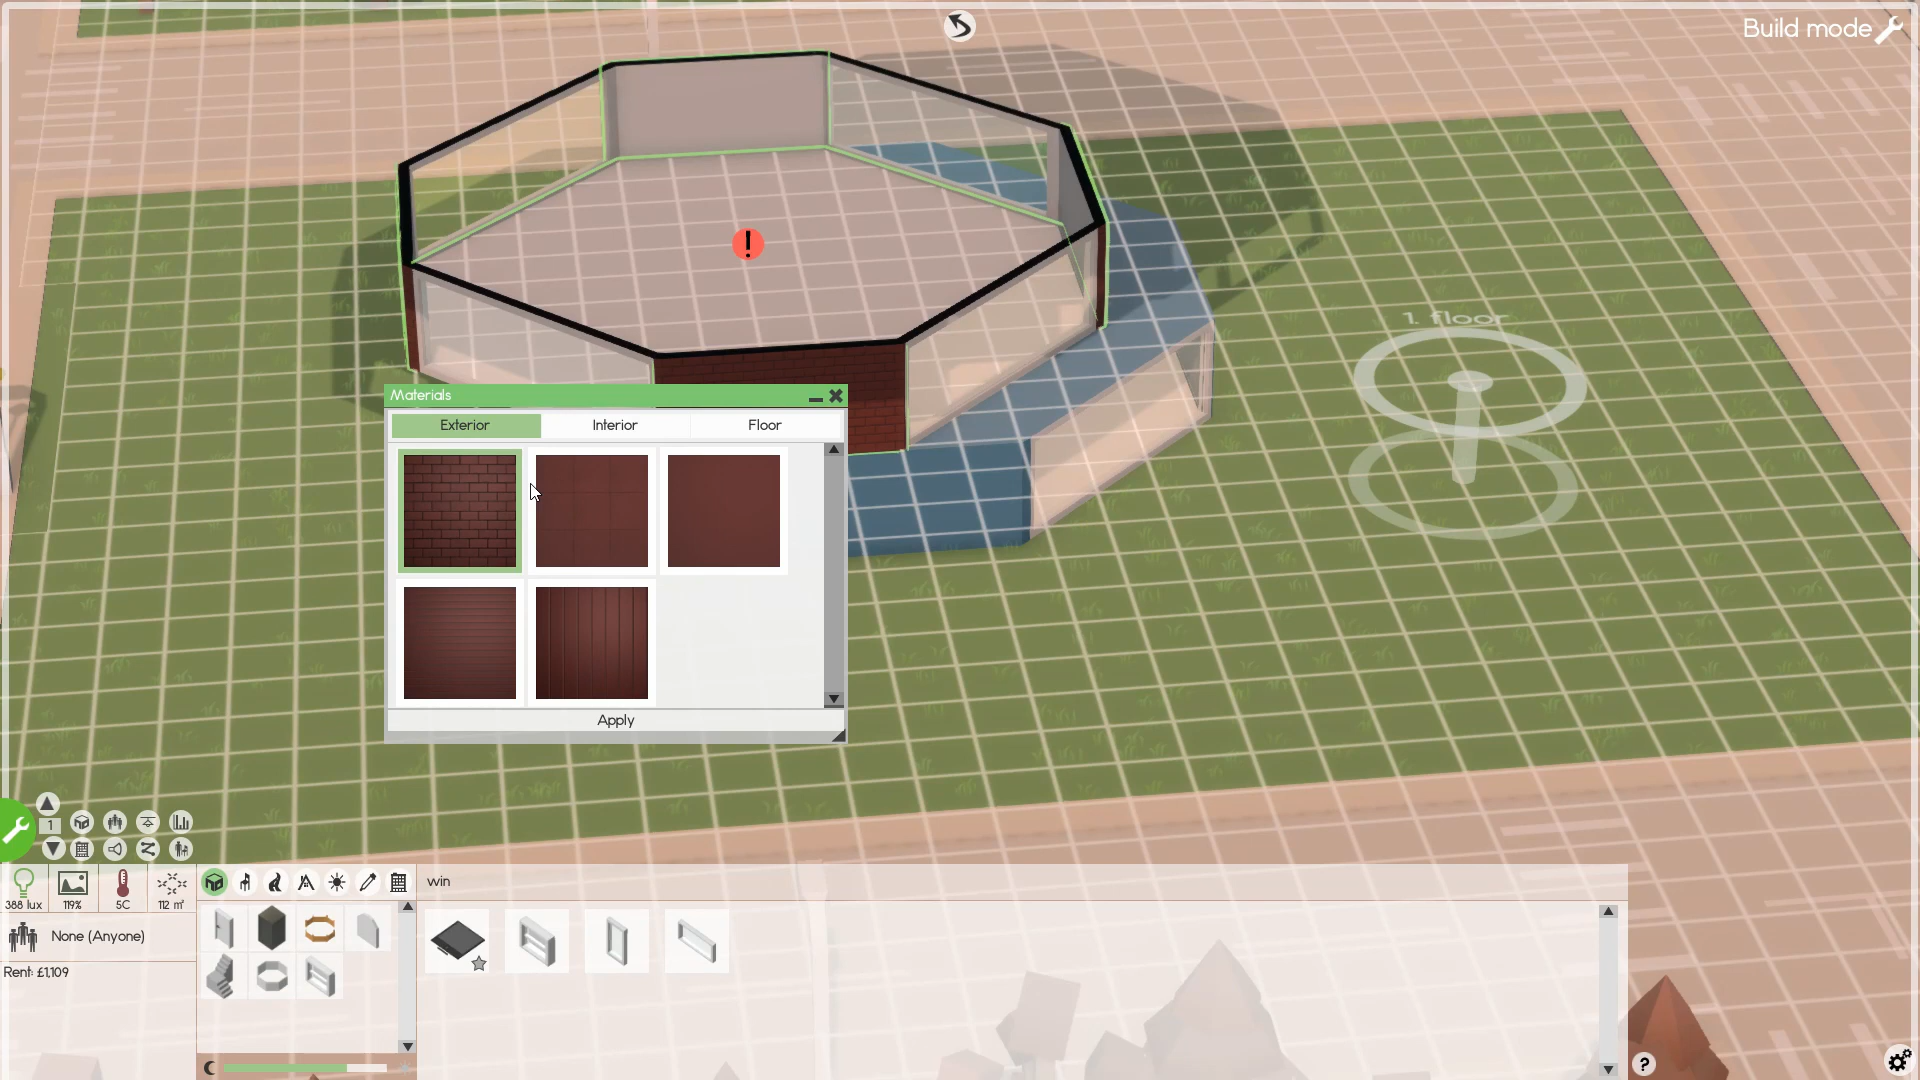 Build mode
1. floor
Materials
Exterior
Interior
Floor
Apply
1
388 lux
119%
5C
112 m²
win
None (Anyone)
Rent: £1,109
?